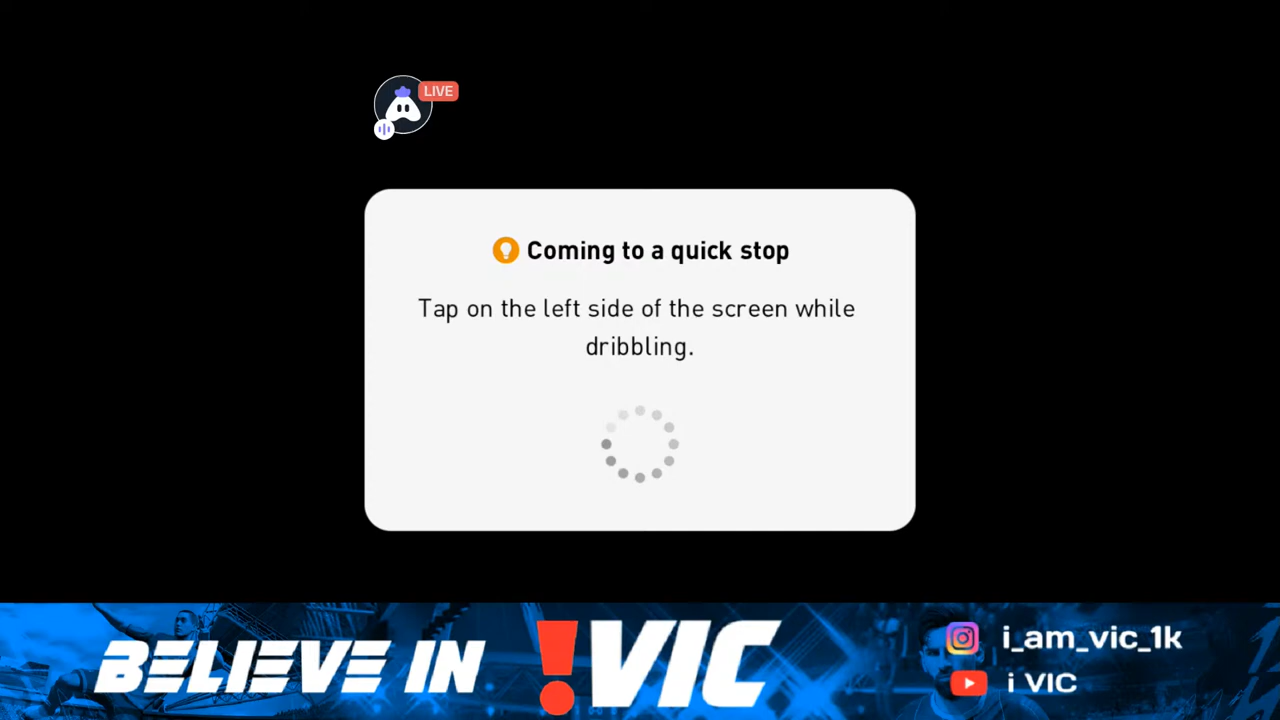 LIVE
Coming to a quick stop
Tap on the left side of the screen while
dribbling.
BELIEVE IN !VIC
i_am_vic_1k
i VIC